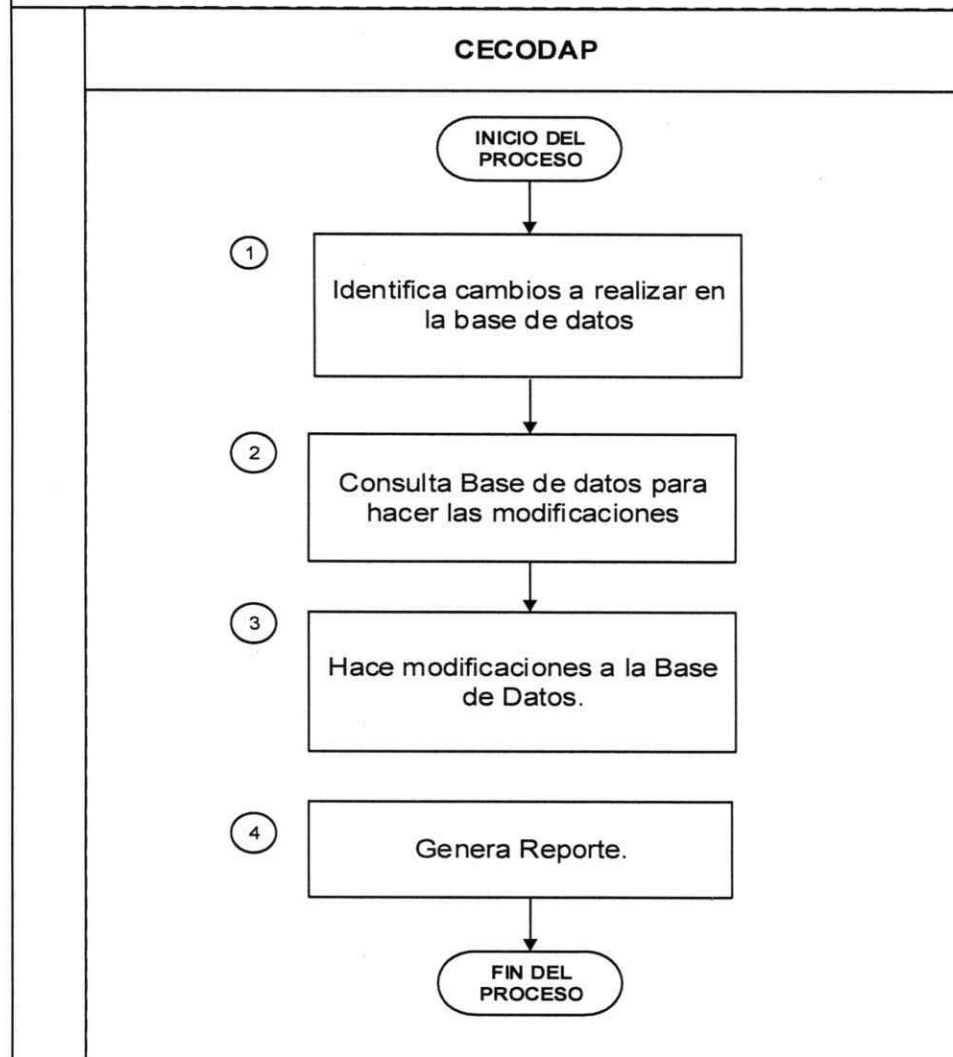 CECODAP
INICIO DEL
PROCESO
1
Identifica cambios a realizar en
la base de datos
2
Consulta Base de datos para
hacer las modificaciones
3
Hace modificaciones a la Base
de Datos.
4
Genera Reporte.
FIN DEL
PROCESO